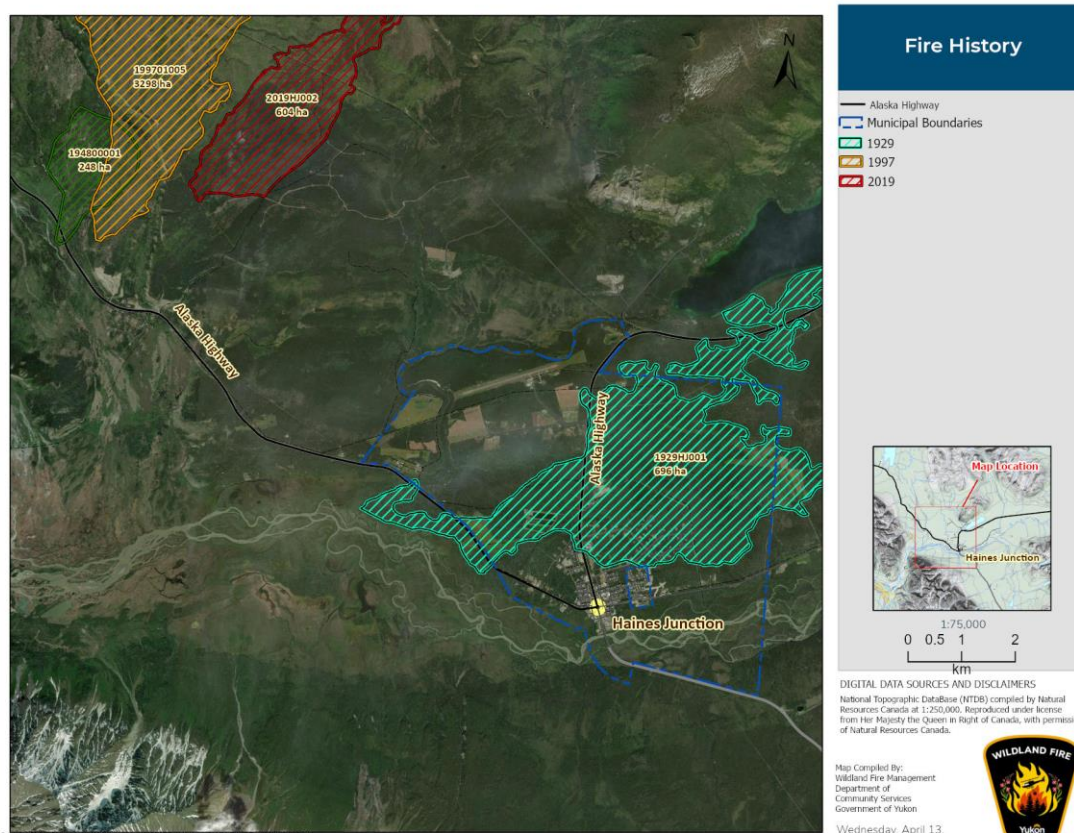 Fire History
Alaska Highway
Municipal Boundaries
1929
1997
2019
199701005
3298 ha
2019HJ002
604 ha
194800001
248 ha
N
Alaska Highway
Alaska Highway
1929HJ001
696 ha
Haines Junction
Map Location
Haines Junction
1:75,000
0 0.5 1 2
km
DIGITAL DATA SOURCES AND DISCLAIMERS
National Topographic DataBase (NTDB) compiled by Natural
Resources Canada at 1:250,000. Reproduced under license
from Her Majesty the Queen in Right of Canada, with permissi
of Natural Resources Canada.
Map Compiled By:
Wildland Fire Management
Department of
Community Services
Government of Yukon
Wednesday, April 13
WILDLAND FIRE
Yukon